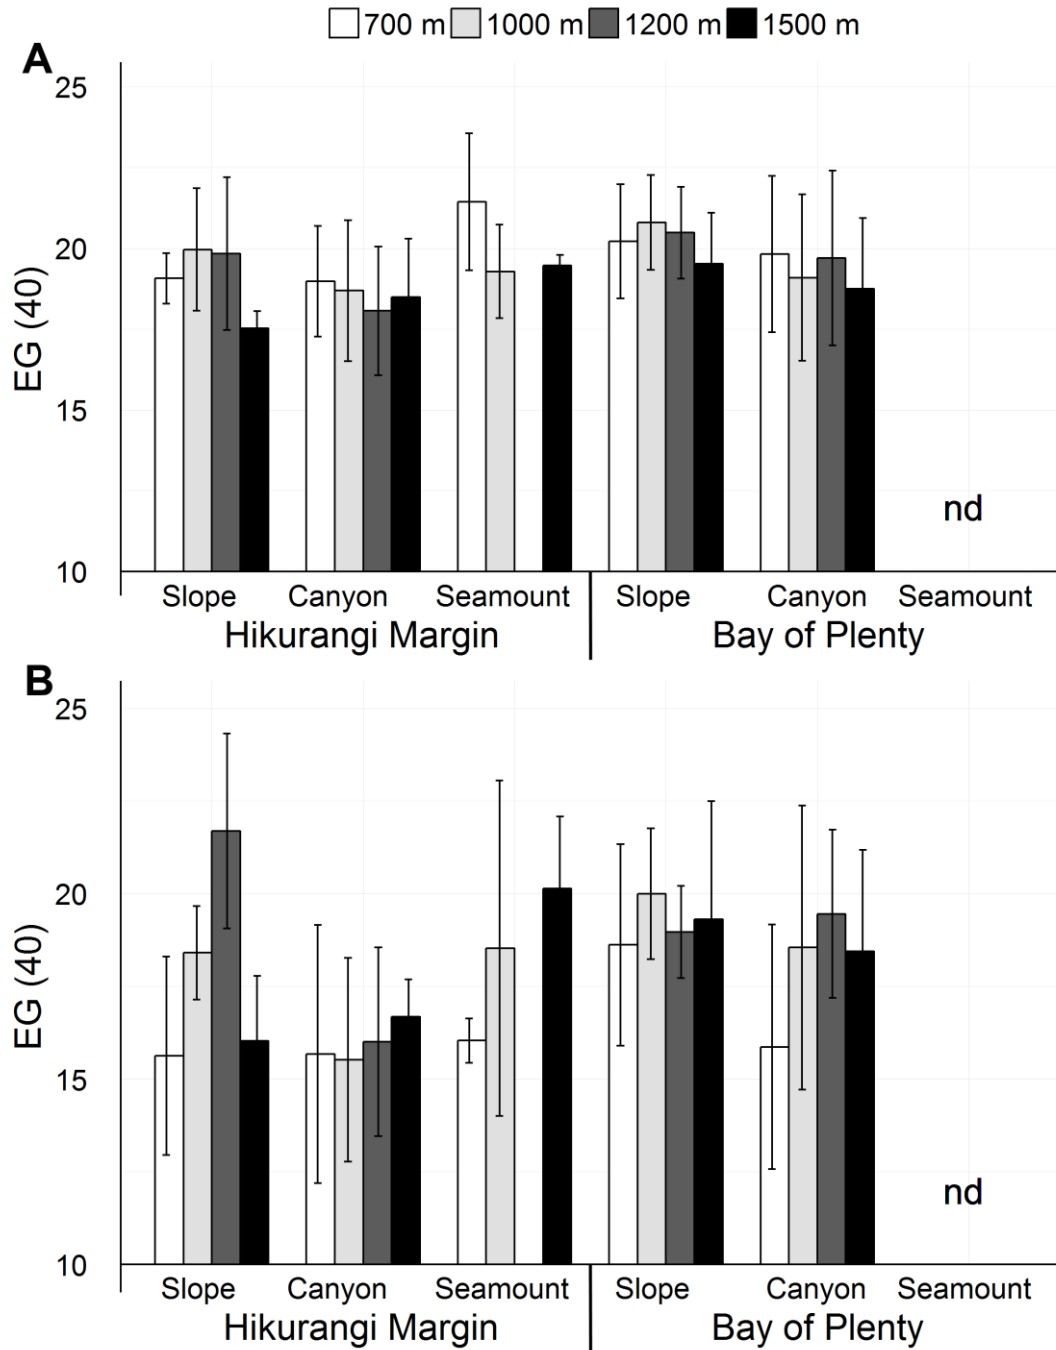 700 m 1000 m 1200 m 1500 m
A
25
20
15
10
EG (40)
Slope Canyon Seamount Slope Canyon Seamount
Hikurangi Margin Bay of Plenty
nd
B
25
20
15
10
EG (40)
Slope Canyon Seamount Slope Canyon Seamount
Hikurangi Margin Bay of Plenty
nd